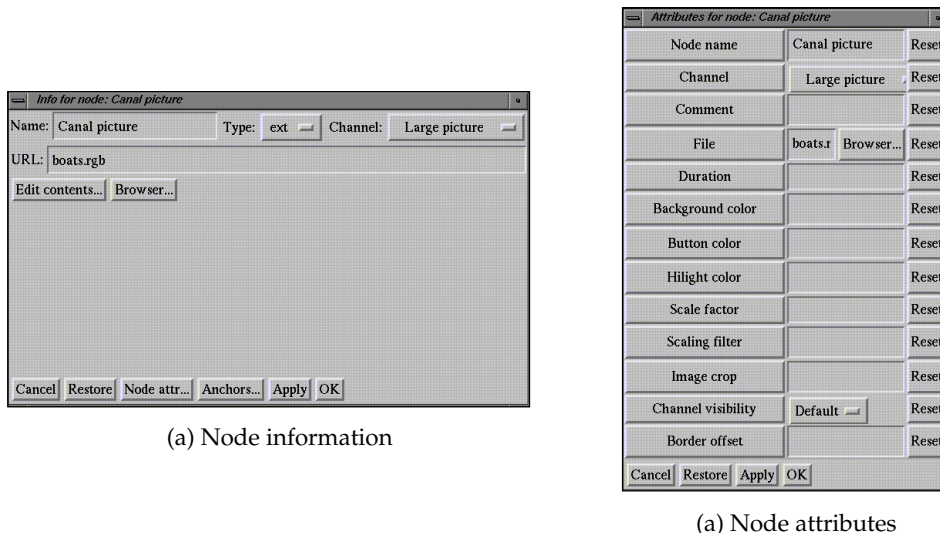 Info for node: Canal picture
Name: Canal picture Type: ext Channel: Large picture
URL: boats.rgb
Edit contents... Browser...
Cancel Restore Node attr... Anchors... Apply OK
(a) Node information
Attributes for node: Canal picture
Node name Canal picture Reset
Channel Large picture Reset
Comment Reset
File boats.r Browser... Reset
Duration Reset
Background color Reset
Button color Reset
Hilight color Reset
Scale factor Reset
Scaling filter Reset
Image crop Reset
Channel visibility Default Reset
Border offset Reset
Cancel Restore Apply OK
(a) Node attributes